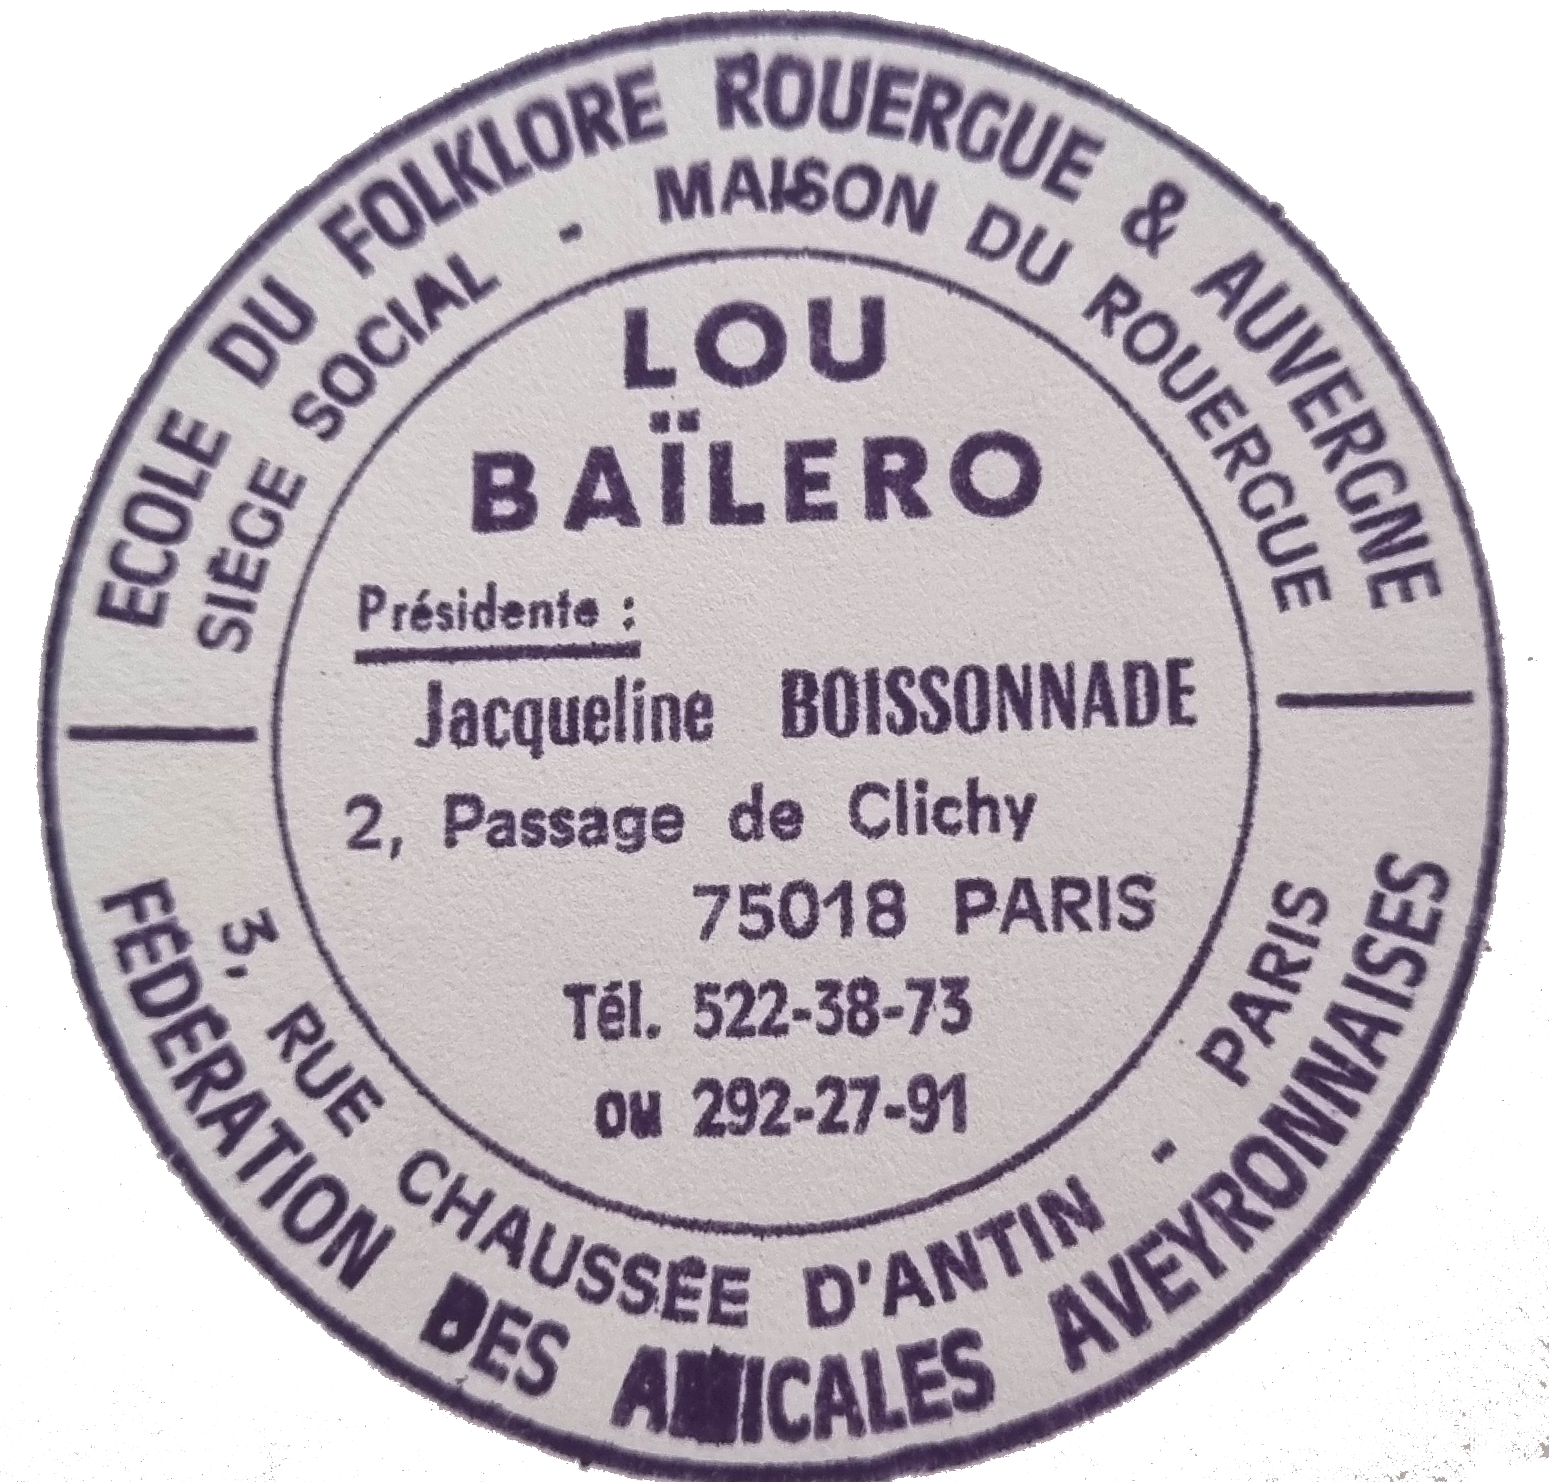 ECOLE DU FOLKLORE ROUERGUE & AUVERGNE
SIÈGE SOCIAL - MAISON DU ROUERGUE
LOU
BAÏLERO
Présidente :
Jacqueline BOISSONNADE
2, Passage de Clichy
75018 PARIS
Tél. 522-38-73
ou 292-27-91
3, RUE CHAUSSÉE D'ANTIN - PARIS
FÉDÉRATION DES AMICALES AVEYRONNAISES